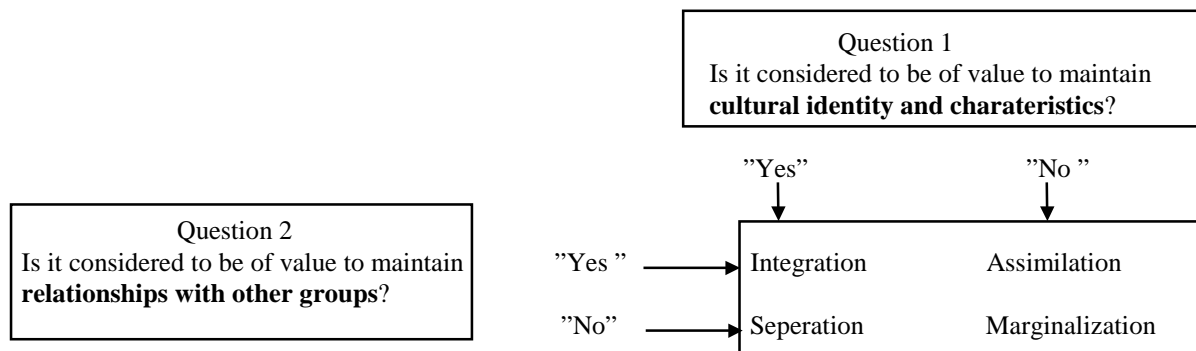 Question 1
Is it considered to be of value to maintain
cultural identity and charateristics?
”Yes”
”No ”
Question 2
Is it considered to be of value to maintain
relationships with other groups?
”Yes ”
Integration
Assimilation
”No”
Seperation
Marginalization